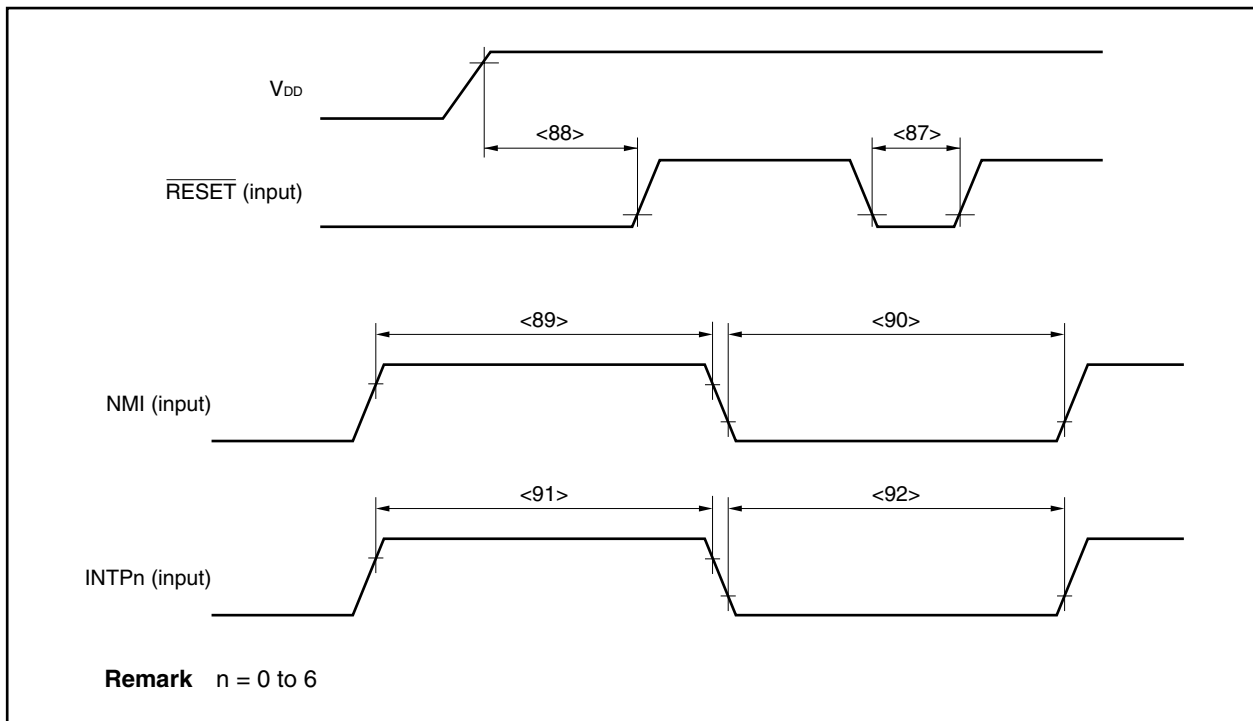 VDD
<88>
<87>
RESET (input)
<89>
<90>
NMI (input)
<91>
<92>
INTPn (input)
Remark n = 0 to 6